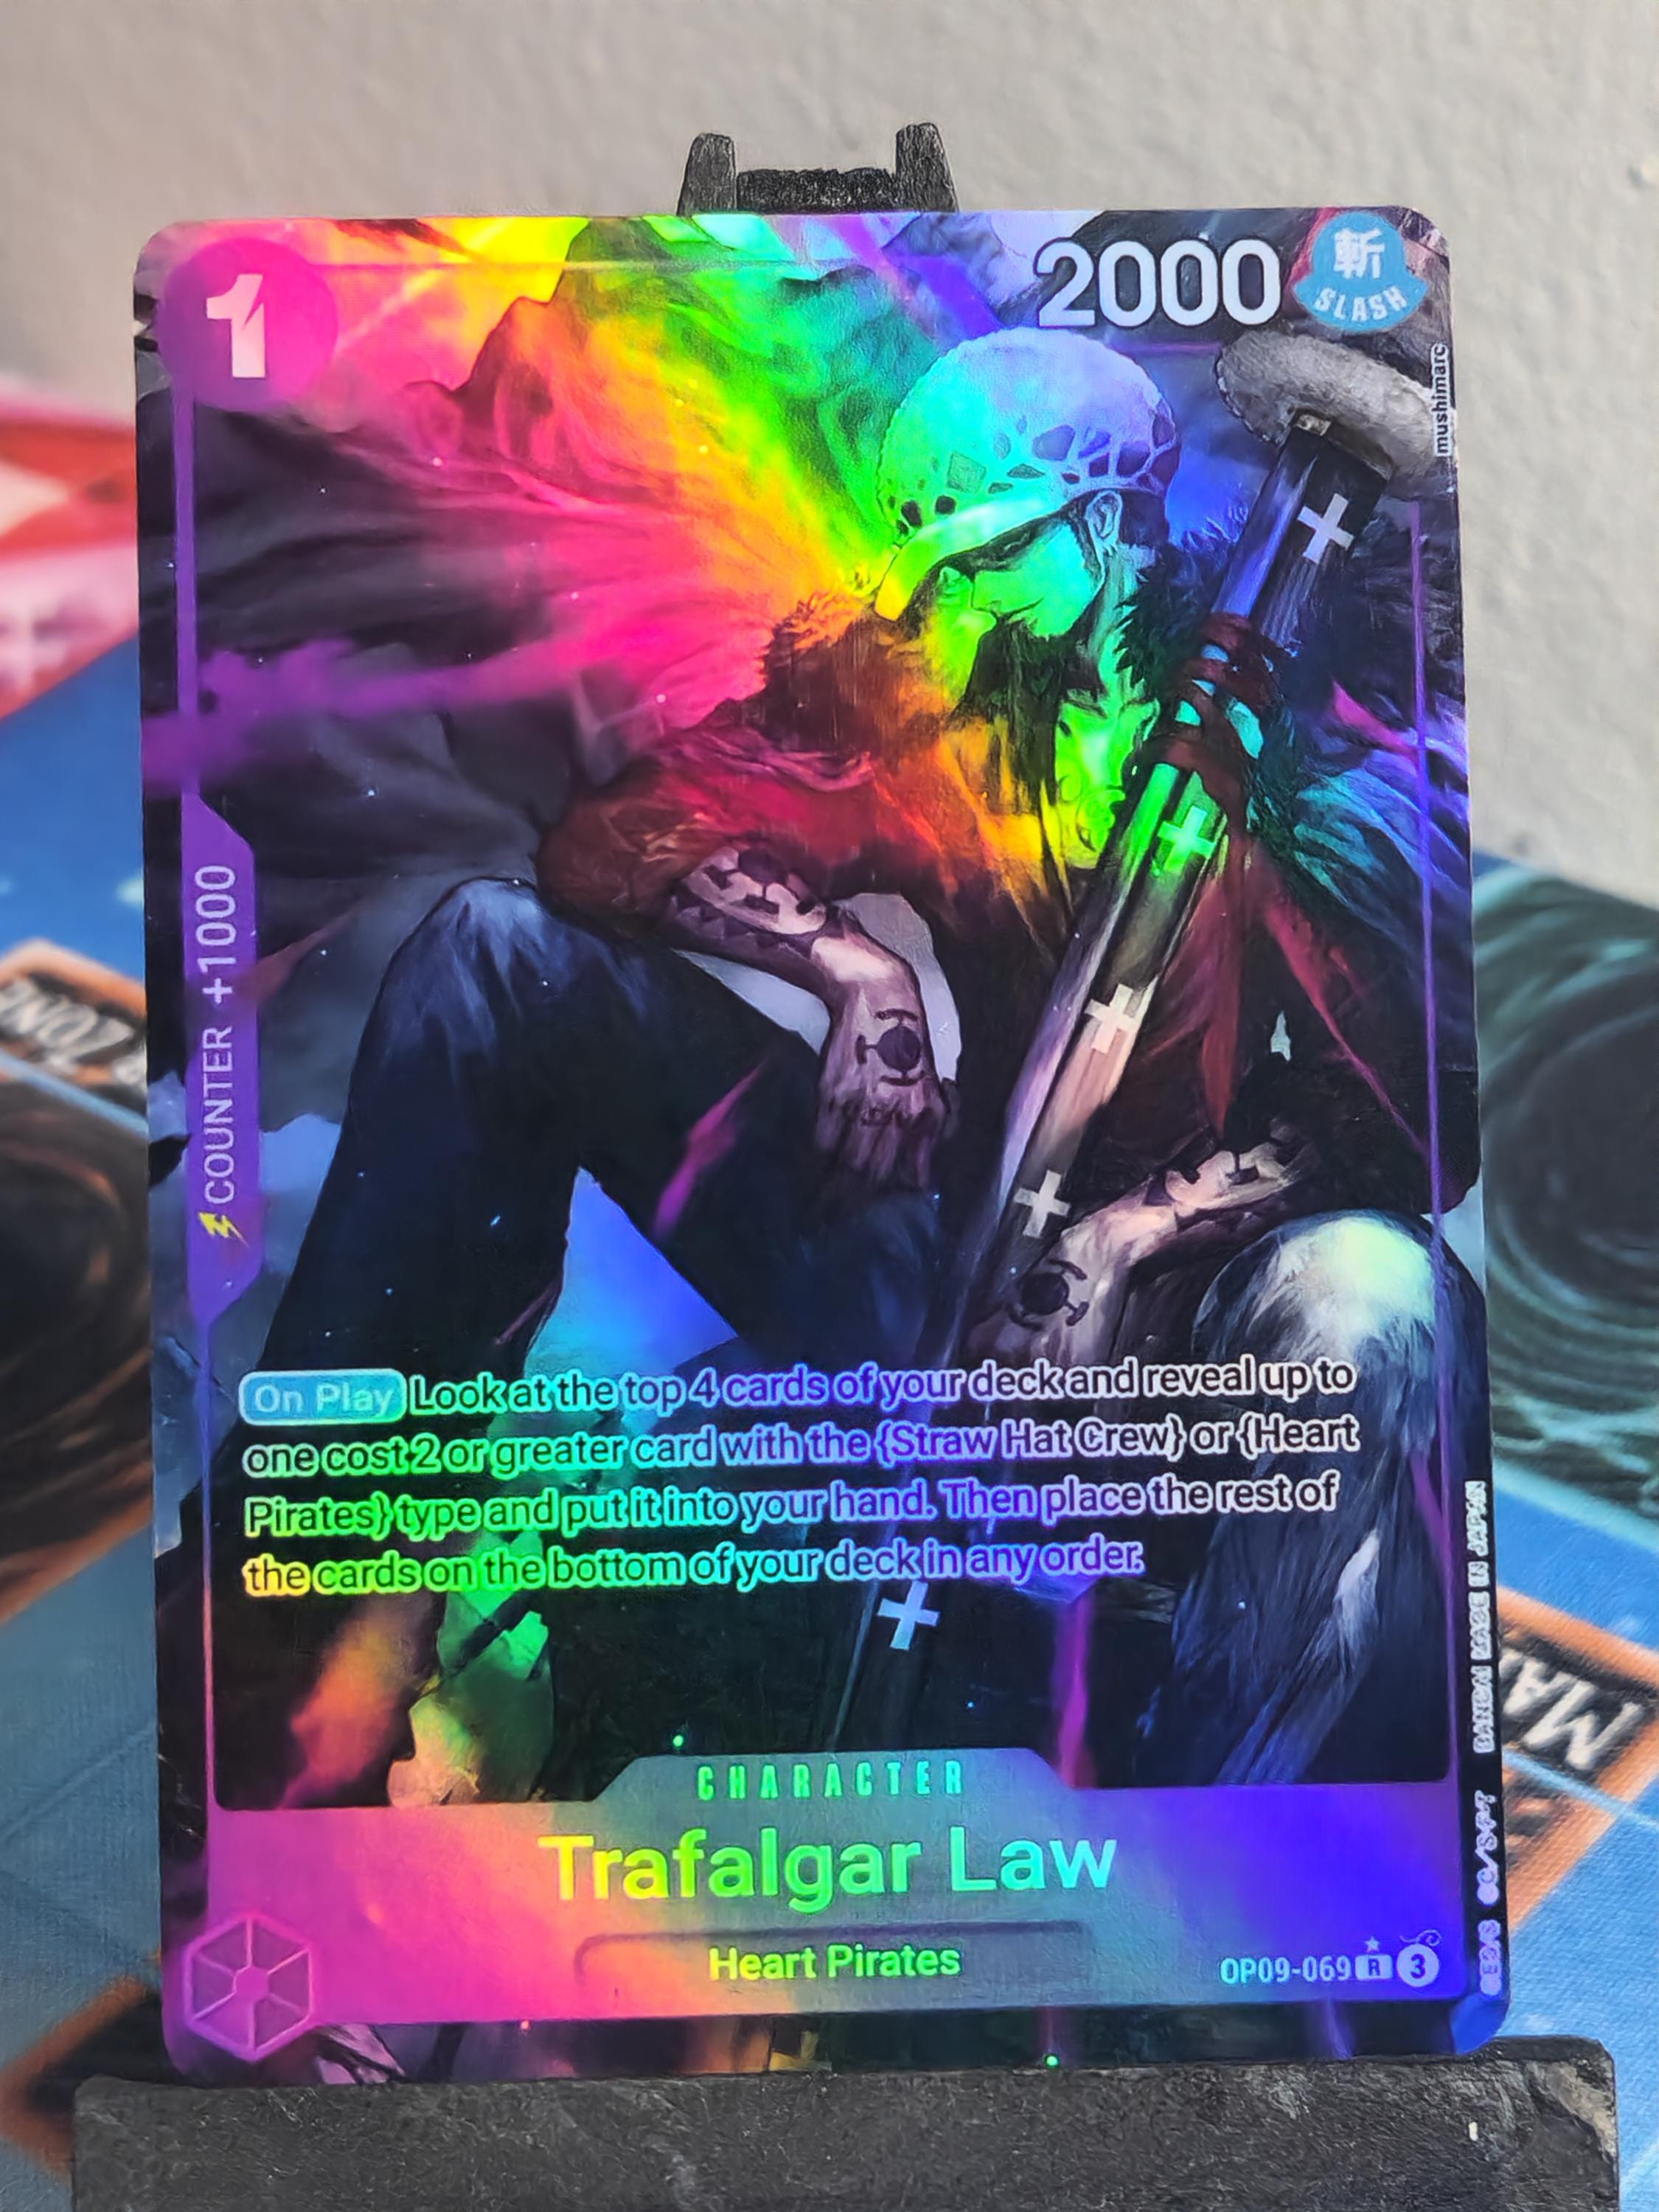 1
2000
斬
SLASH
mushimarc
COUNTER +1000
On Play Look at the top 4 cards of your deck and reveal up to
one cost 2 or greater card with the {Straw Hat Crew} or {Heart
Pirates} type and put it into your hand. Then place the rest of
the cards on the bottom of your deck in any order.
CHARACTER
Trafalgar Law
Heart Pirates
OP09-069 R 3
BANDAI MADE IN JAPAN
MA